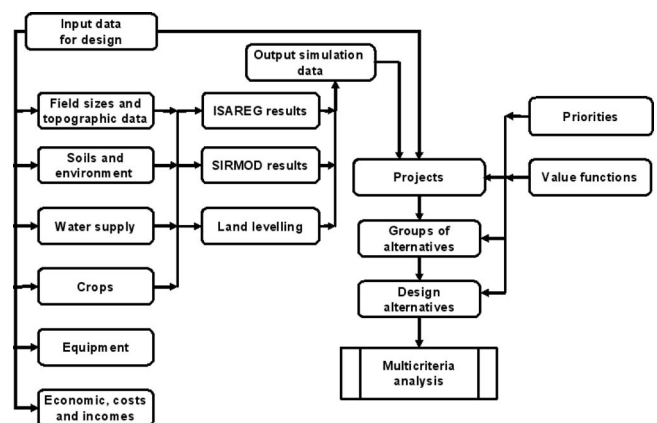 Input data
for design
Output simulation
data
Field sizes and
topographic data
ISAREG results
Priorities
Soils and
environment
SIRMOD results
Projects
Value functions
Water supply
Land levelling
Groups of
alternatives
Crops
Design
alternatives
Equipment
Multicriteria
analysis
Economic, costs
and incomes